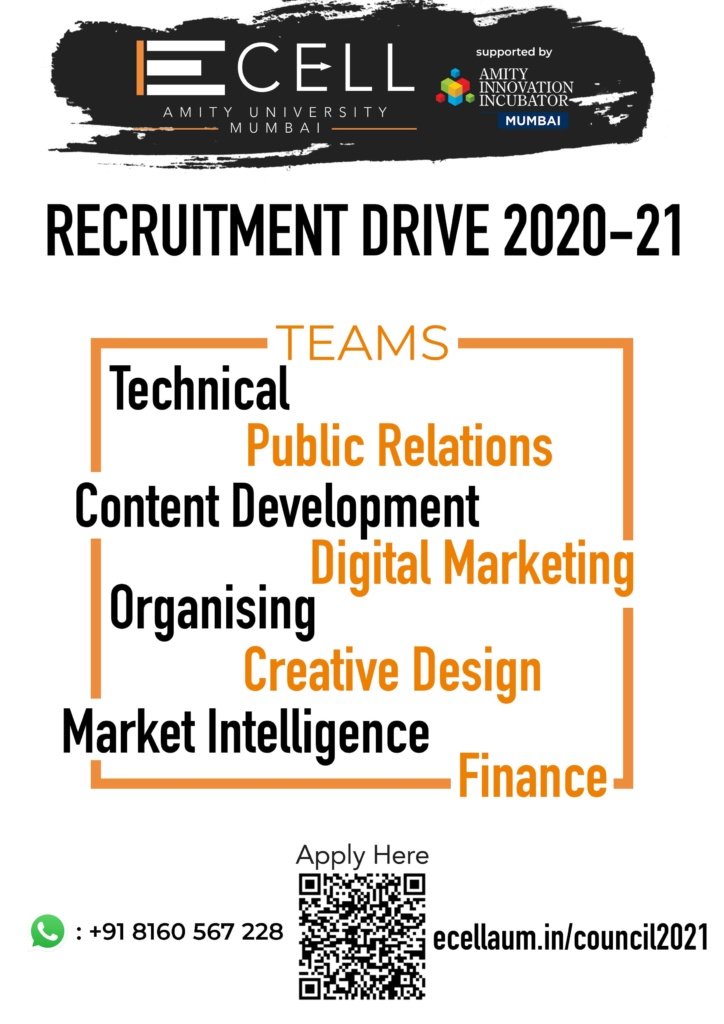 ECELL
AMITY UNIVERSITY
MUMBAI
supported by
AMITY
INNOVATION
INCUBATOR
MUMBAI
RECRUITMENT DRIVE 2020-21
TEAMS
Technical
Public Relations
Content Development
Digital Marketing
Organising
Creative Design
Market Intelligence
Finance
Apply Here
: +91 8160 567 228
ecellaum.in/council2021